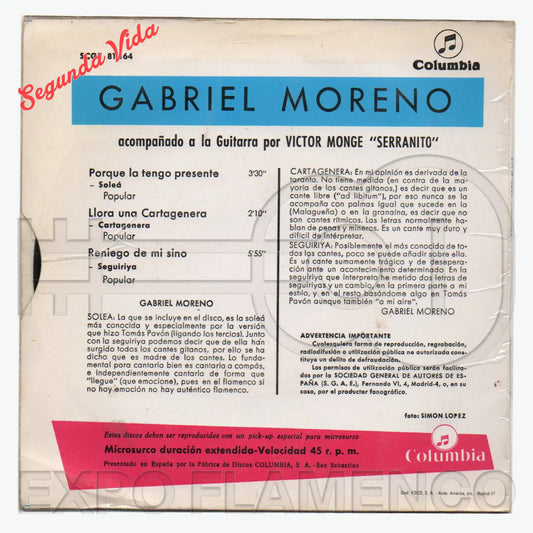 Segunda Vida
SCGE 81164
Columbia
GABRIEL MORENO
acompañado a la Guitarra por VICTOR MONGE "SERRANITO"
Porque la tengo presente 3'30"
- Soleá
Popular
Llora una Cartagenera 2'10"
- Cartagenera
Popular
Reniego de mi sino 5'55"
- Seguiriya
Popular
GABRIEL MORENO
SOLEA: La que se incluye en el disco, es la soleá
más conocida y especialmente por la versión
que hizo Tomás Pavón (ligando los tercios). Junto
con la seguiriya podemos decir que de ella hán
surgido todos los cantes gitanos, por ello se ha
dicho que es madre de los cantes. Lo fundamental
para cantarla bien es cantarla a compás,
e independientemente cantarla de forma que
"llegue" (que emocione), pues en el flamenco si
no hay emoción no hay auténtico flamenco.
CARTAGENERA: En mi opinión es derivada de la
taranta. No tiene medida (en contra de la mayoría
de los cantes gitanos,) es decir que es un
cante libre ("ad libitum"), por eso nunca se la
acompaña con palmas igual que sucede en la
(Malagueña) o en la granaina, es decir que no
son cantes rítmicos. Las letras normalmente hablan
de penas y mineros. Es un cante muy duro y
difícil de interpretar.
SEGUIRIYA: Posiblemente el más conocido de todos
los cantes, poco se puede añadir sobre ella.
Es un cante sumamente trágico y de desesperación
ante un acontecimiento determinado. En la
seguiriya que interpreto he metido dos letras de
seguiriya y un cambio, en la primera parte a mi
estilo, y en el resto basándome algo en Tomás
Pavón aunque también "a mi aire".
GABRIEL MORENO
ADVERTENCIA IMPORTANTE
Cualesquiera forma de reproducción, regrabación,
radiodifusión o utilización pública no autorizada constituye
un delito de defraudación.
Los permisos de utilización pública serán facilitados
por la SOCIEDAD GENERAL DE AUTORES DE ESPAÑA
(S. G. A. E.), Fernando VI, 4, Madrid-4, o, en su
caso, por el productor fonográfico.
foto: SIMON LOPEZ
Estos discos deben ser reproducidos con un pick-up especial para microsurco
Microsurco duración extendida-Velocidad 45 r. p. m.
Presentado en España por la Fábrica de Discos COLUMBIA, S. A. -San Sebastián
Columbia
EXPO FLAMENCO